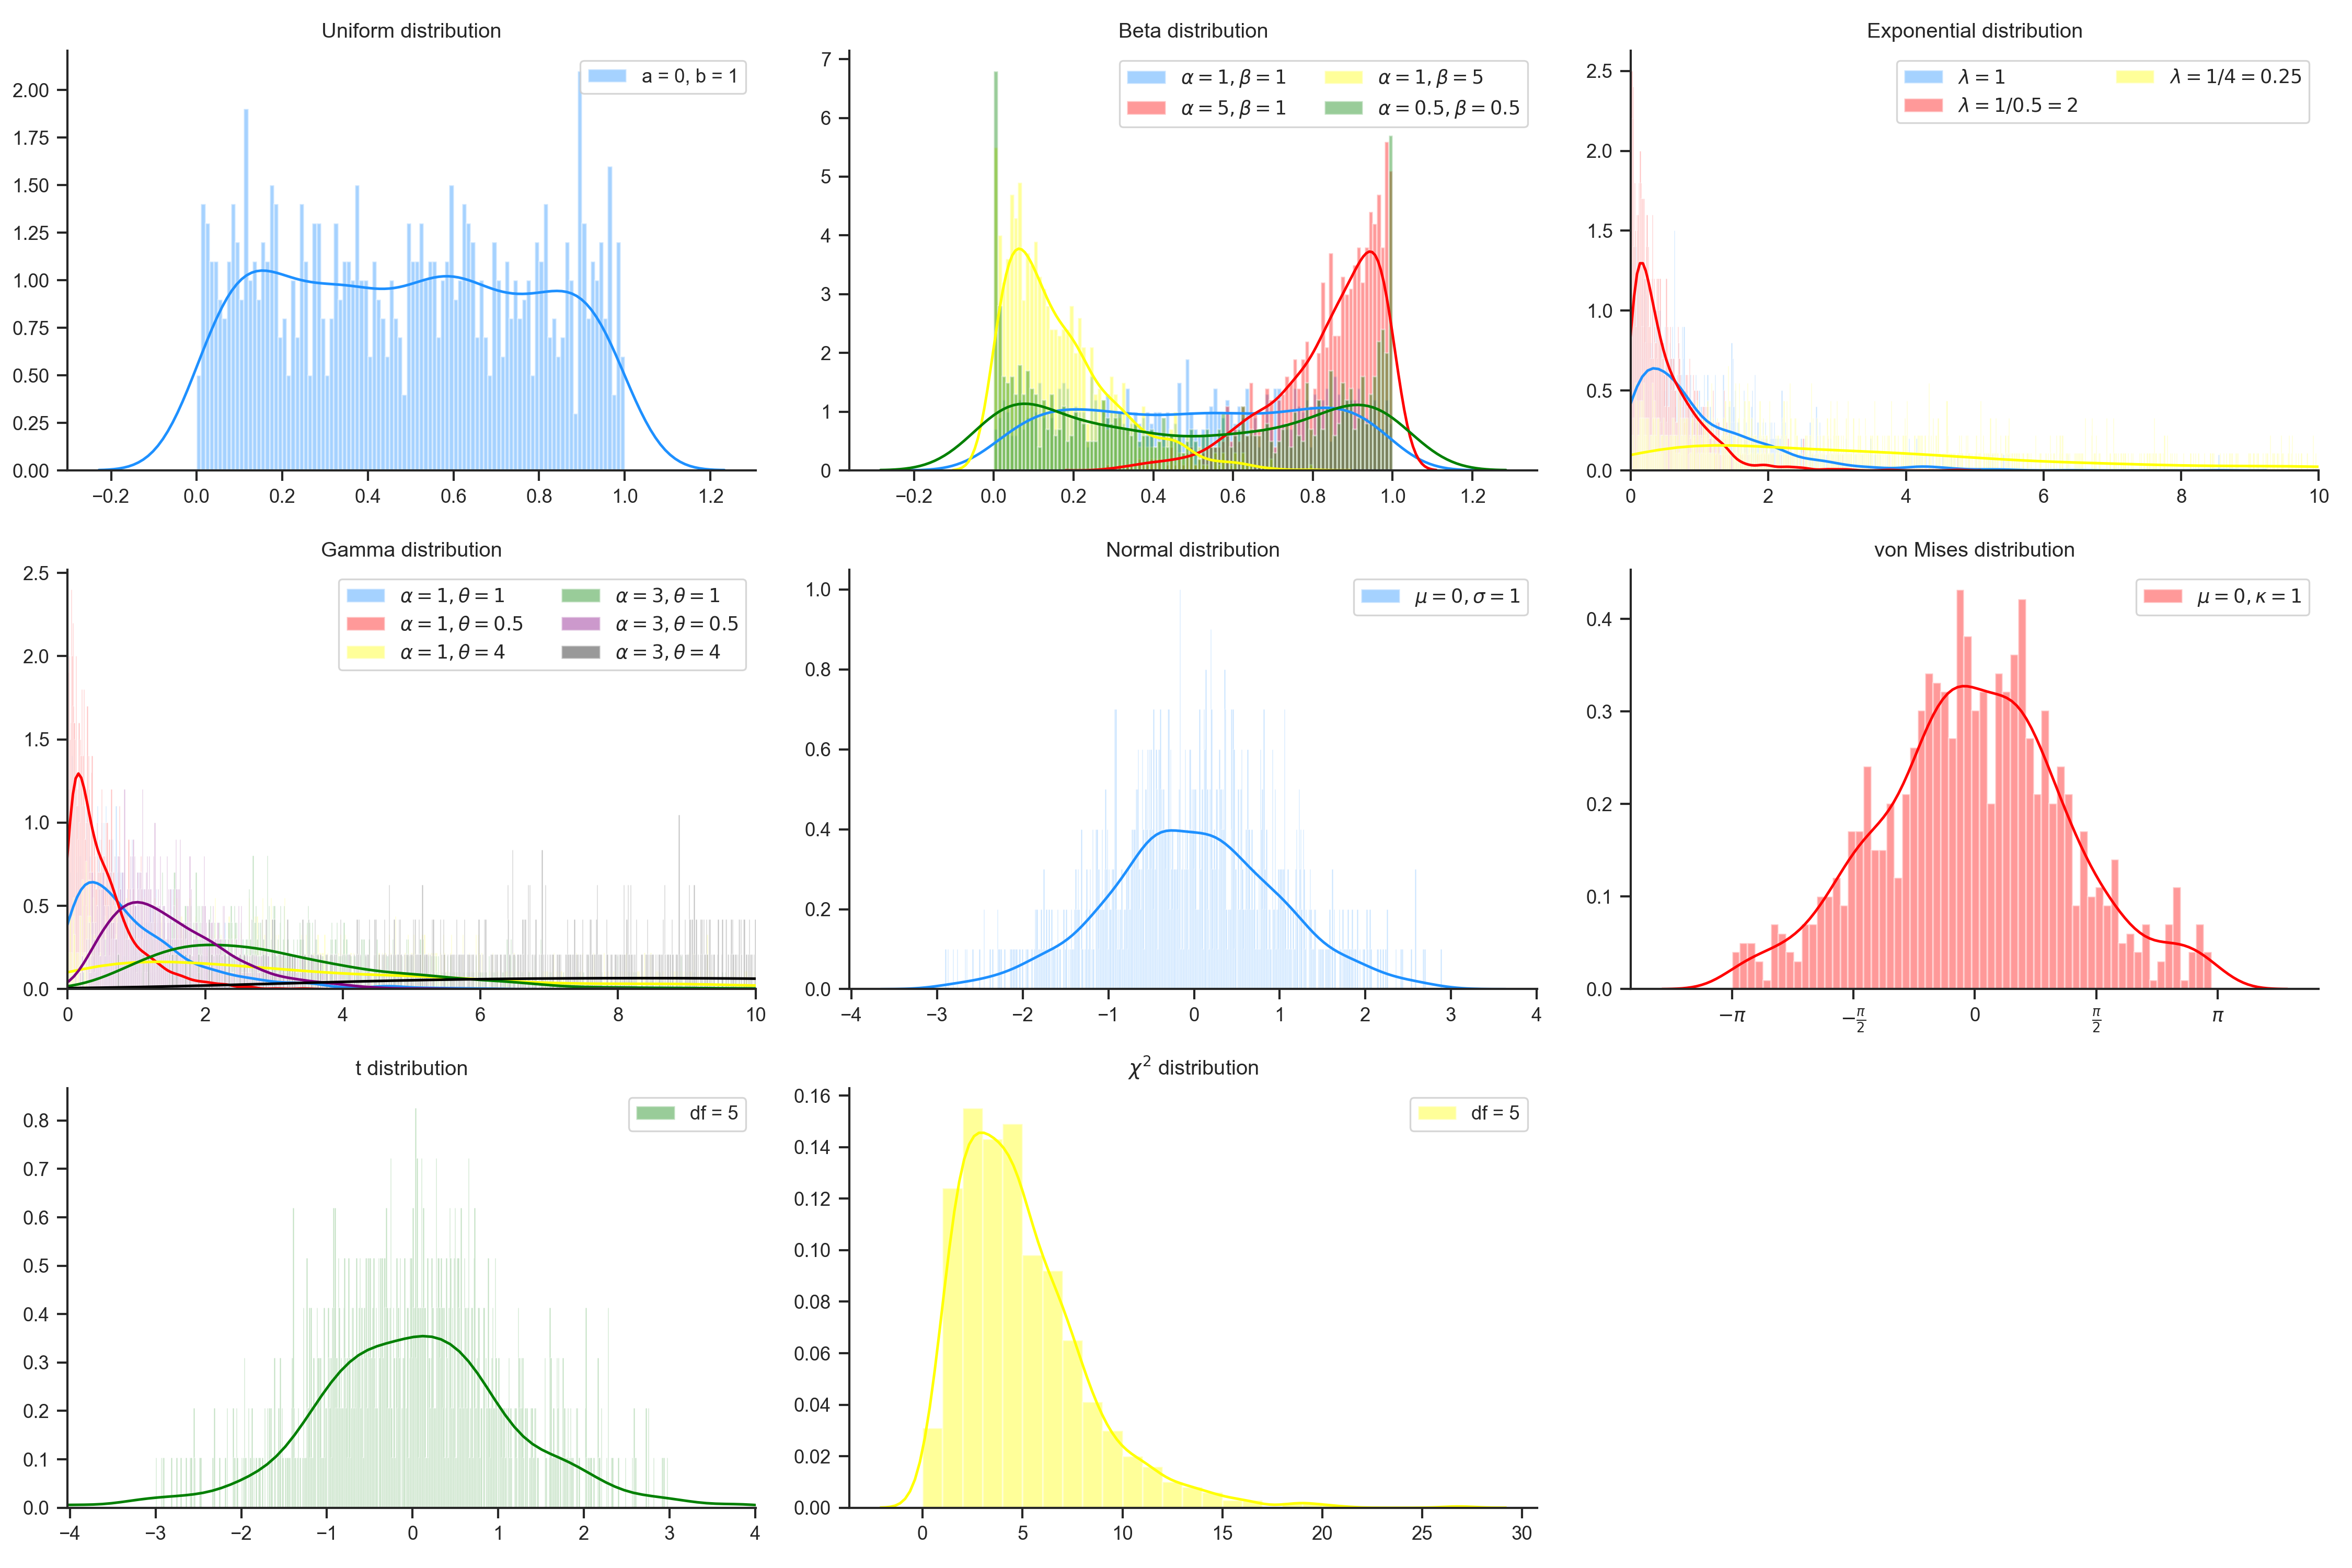 Uniform distribution
a = 0, b = 1
2.00
1.75
1.50
1.25
1.00
0.75
0.50
0.25
0.00
−0.2 0.0 0.2 0.4 0.6 0.8 1.0 1.2
Beta distribution
α = 1, β = 1 α = 1, β = 5
α = 5, β = 1 α = 0.5, β = 0.5
7
6
5
4
3
2
1
0
−0.2 0.0 0.2 0.4 0.6 0.8 1.0 1.2
Exponential distribution
λ = 1 λ = 1/4 = 0.25
λ = 1/0.5 = 2
2.5
2.0
1.5
1.0
0.5
0.0
0 2 4 6 8 10
Gamma distribution
α = 1, θ = 1 α = 3, θ = 1
α = 1, θ = 0.5 α = 3, θ = 0.5
α = 1, θ = 4 α = 3, θ = 4
2.5
2.0
1.5
1.0
0.5
0.0
0 2 4 6 8 10
Normal distribution
μ = 0, σ = 1
1.0
0.8
0.6
0.4
0.2
0.0
−4 −3 −2 −1 0 1 2 3 4
von Mises distribution
μ = 0, κ = 1
0.4
0.3
0.2
0.1
0.0
−π −π/2 0 π/2 π
t distribution
df = 5
0.8
0.7
0.6
0.5
0.4
0.3
0.2
0.1
0.0
−4 −3 −2 −1 0 1 2 3 4
χ² distribution
df = 5
0.16
0.14
0.12
0.10
0.08
0.06
0.04
0.02
0.00
0 5 10 15 20 25 30